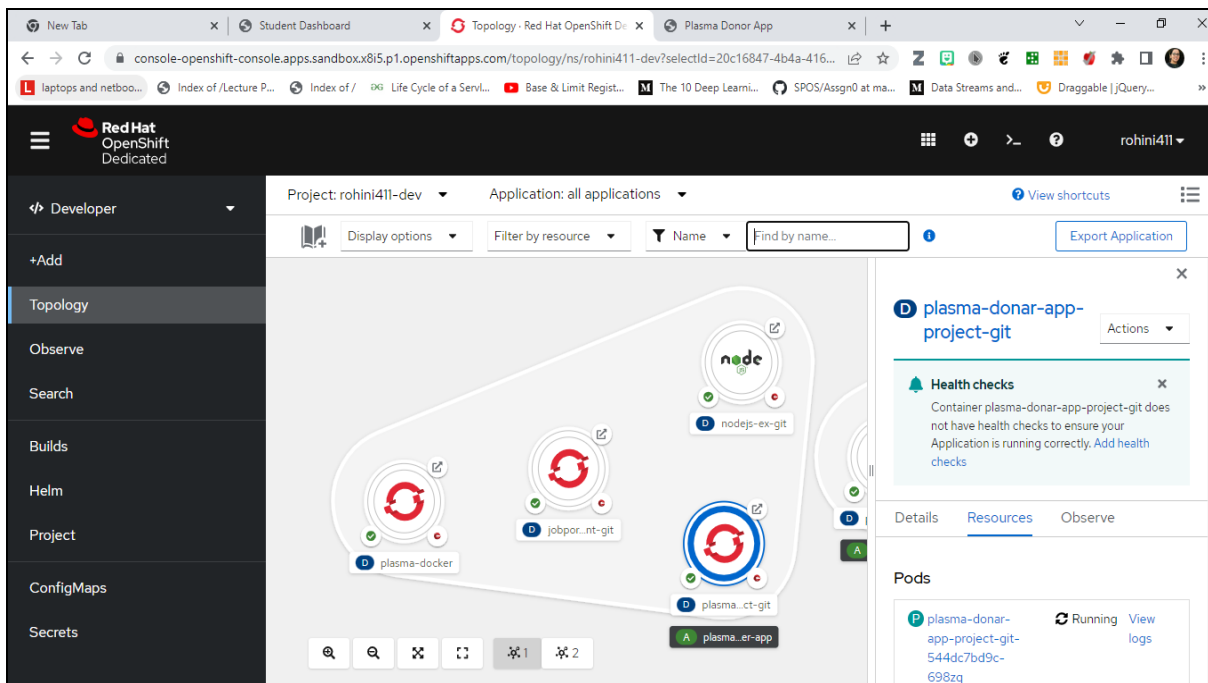 New Tab
Student Dashboard
Topology · Red Hat OpenShift De
Plasma Donor App
console-openshift-console.apps.sandbox.x8i5.p1.openshiftapps.com/topology/ns/rohini411-dev?selectId=20c16847-4b4a-416...
laptops and netboo...
Index of /Lecture P...
Index of /
Life Cycle of a Servl...
Base & Limit Regist...
The 10 Deep Learni...
SPOS/Assgn0 at ma...
Data Streams and...
Draggable | jQuery...
»
Red Hat
OpenShift
Dedicated
rohini411
Developer
+Add
Topology
Observe
Search
Builds
Helm
Project
ConfigMaps
Secrets
Project: rohini411-dev
Application: all applications
View shortcuts
Display options
Filter by resource
Name
Find by name...
Export Application
node
D nodejs-ex-git
D jobpor...nt-git
D plasma-docker
D plasma...ct-git
A plasma...er-app
D
A
1
2
D plasma-donar-app-
project-git
Actions
Health checks
Container plasma-donar-app-project-git does
not have health checks to ensure your
Application is running correctly. Add health
checks
Details
Resources
Observe
Pods
P plasma-donar-
app-project-git-
544dc7bd9c-
698zq
Running
View
logs